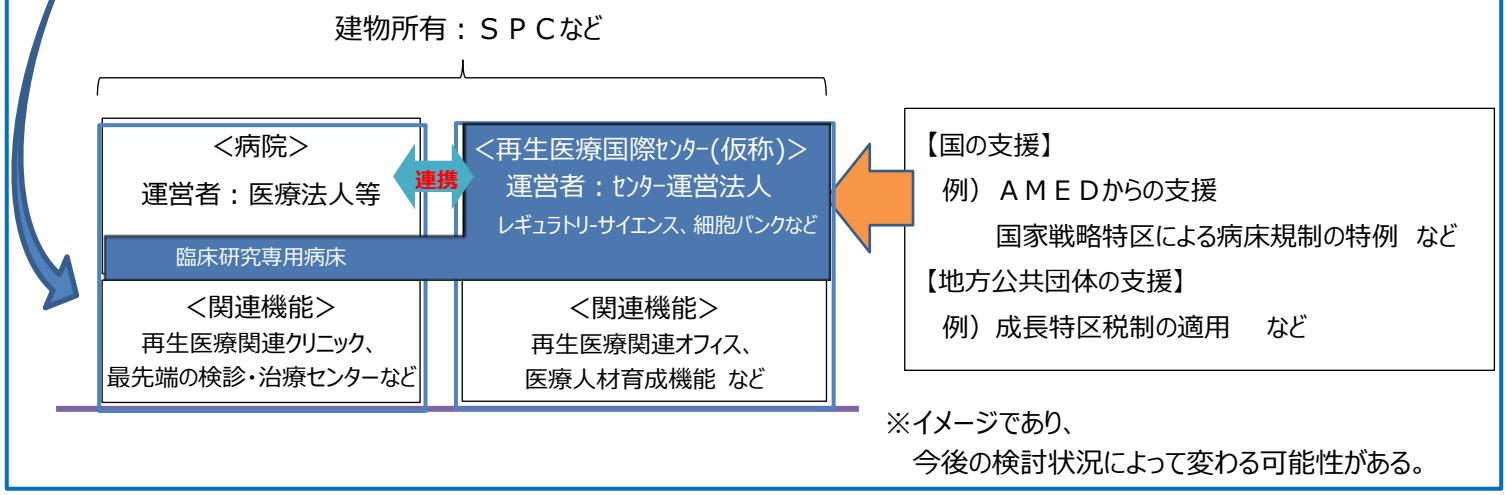 建物所有：ＳＰＣなど
＜病院＞
運営者：医療法人等
連携
＜再生医療国際センター(仮称)＞
運営者：センター運営法人
レギュラトリーサイエンス、細胞バンクなど
臨床研究専用病床
＜関連機能＞
再生医療関連クリニック、
最先端の検診・治療センターなど
＜関連機能＞
再生医療関連オフィス、
医療人材育成機能 など
【国の支援】
例） ＡＭＥＤからの支援
国家戦略特区による病床規制の特例 など
【地方公共団体の支援】
例）成長特区税制の適用 など
※イメージであり、
今後の検討状況によって変わる可能性がある。